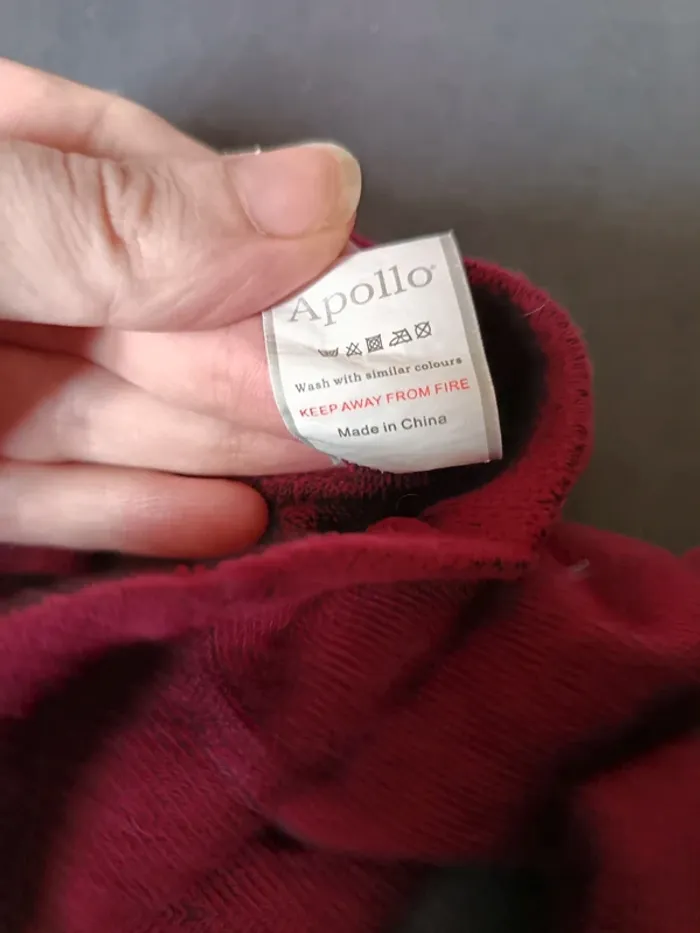 Apollo
Wash with similar colours
KEEP AWAY FROM FIRE
Made in China